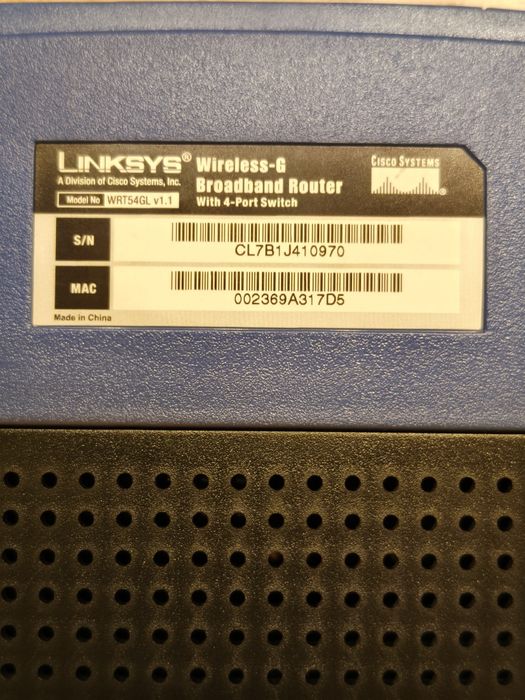 LINKSYS® Wireless-G
A Division of Cisco Systems, Inc. Broadband Router
Model No WRT54GL v1.1 With 4-Port Switch
CISCO SYSTEMS
®
S/N CL7B1J410970
MAC 002369A317D5
Made in China